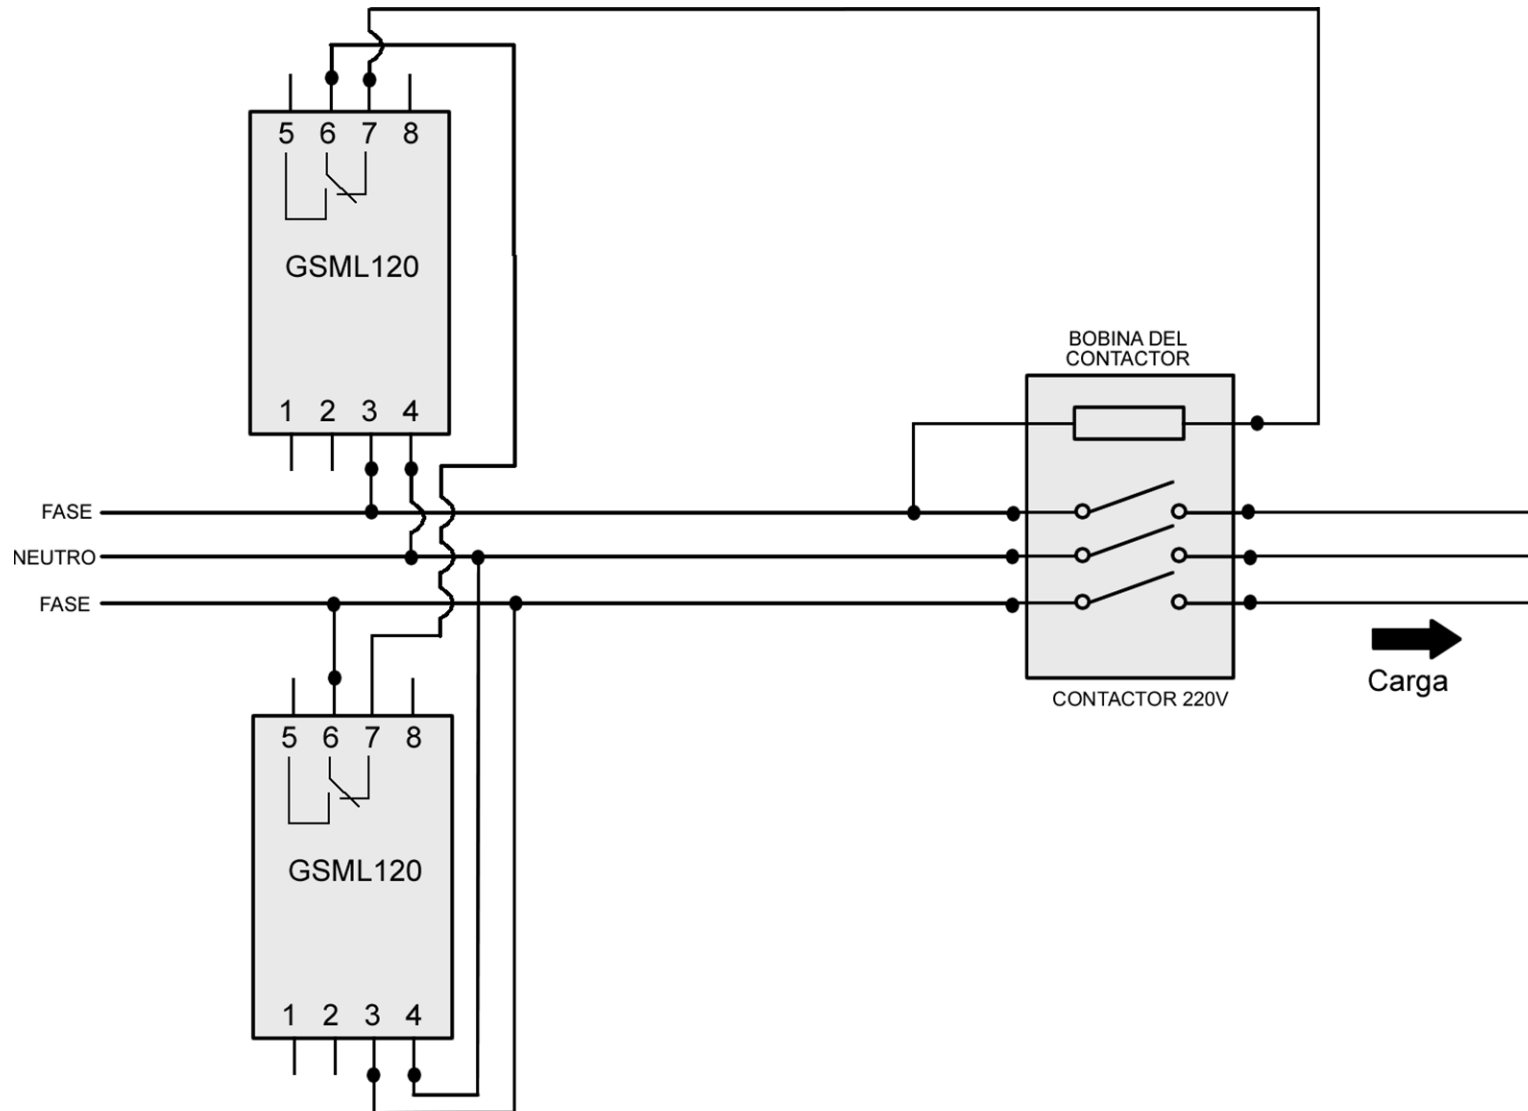 5 6 7 8
GSML120
1 2 3 4
BOBINA DEL
CONTACTOR
FASE
NEUTRO
FASE
CONTACTOR 220V
Carga
5 6 7 8
GSML120
1 2 3 4